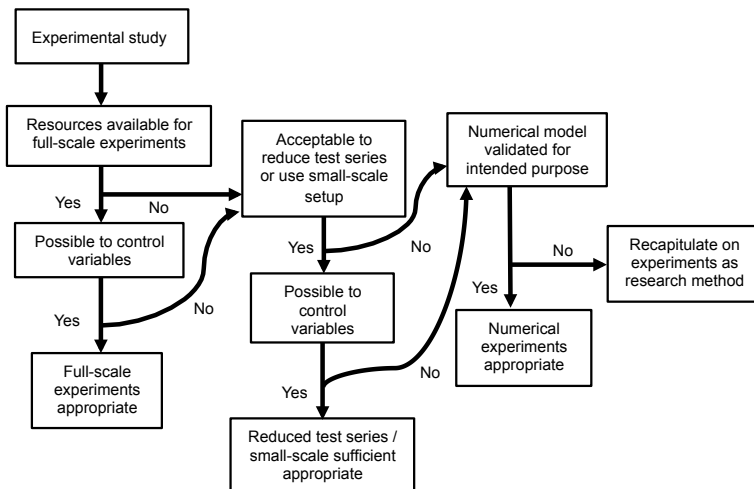 Experimental study
Resources available for
full-scale experiments
Yes
No
Possible to control
variables
Yes
No
Full-scale
experiments
appropriate
Acceptable to
reduce test series
or use small-scale
setup
Yes
No
Possible to
control
variables
Yes
No
Reduced test series /
small-scale sufficient
appropriate
Numerical model
validated for
intended purpose
No
Yes
Numerical
experiments
appropriate
Recapitulate on
experiments as
research method